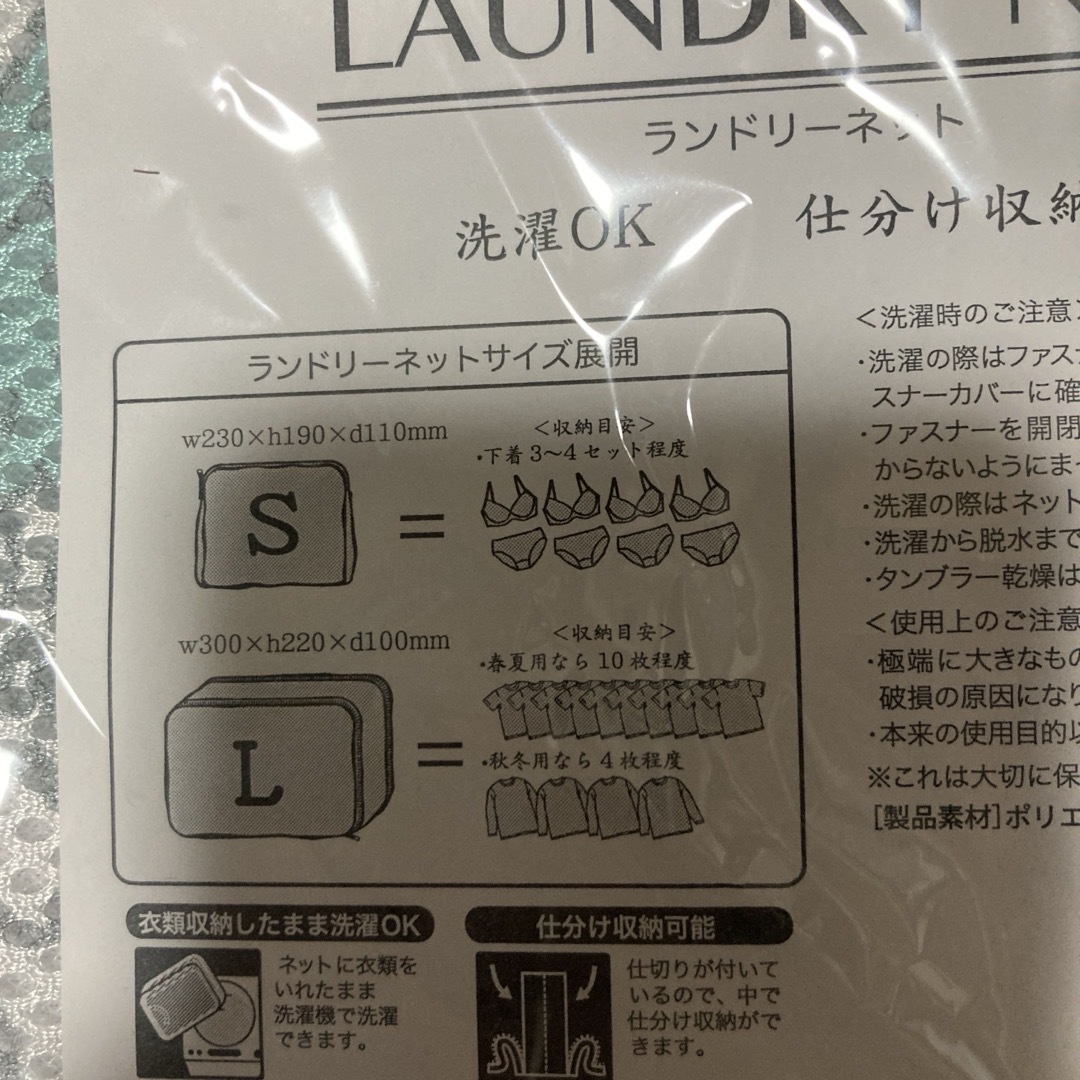 LAUNDRY
ランドリーネット
洗濯OK
仕分け収納
ランドリーネットサイズ展開
w230×h190×d110mm
＜収納目安＞
・下着3〜4セット程度
S
=
w300×h220×d100mm
＜収納目安＞
・春夏用なら10枚程度
L
=
・秋冬用なら4枚程度
＜洗濯時のご注意＞
・洗濯の際はファス
スナーカバーに確
・ファスナーを開閉
からないようにま
・洗濯の際はネット
・洗濯から脱水まで
・タンブラー乾燥は
＜使用上のご注意
・極端に大きなもの
破損の原因になり
・本来の使用目的以
※これは大切に保
［製品素材］ポリエ
衣類収納したまま洗濯OK
ネットに衣類を
いれたまま
洗濯機で洗濯
できます。
仕分け収納可能
仕切りが付いて
いるので、中で
仕分け収納がで
きます。